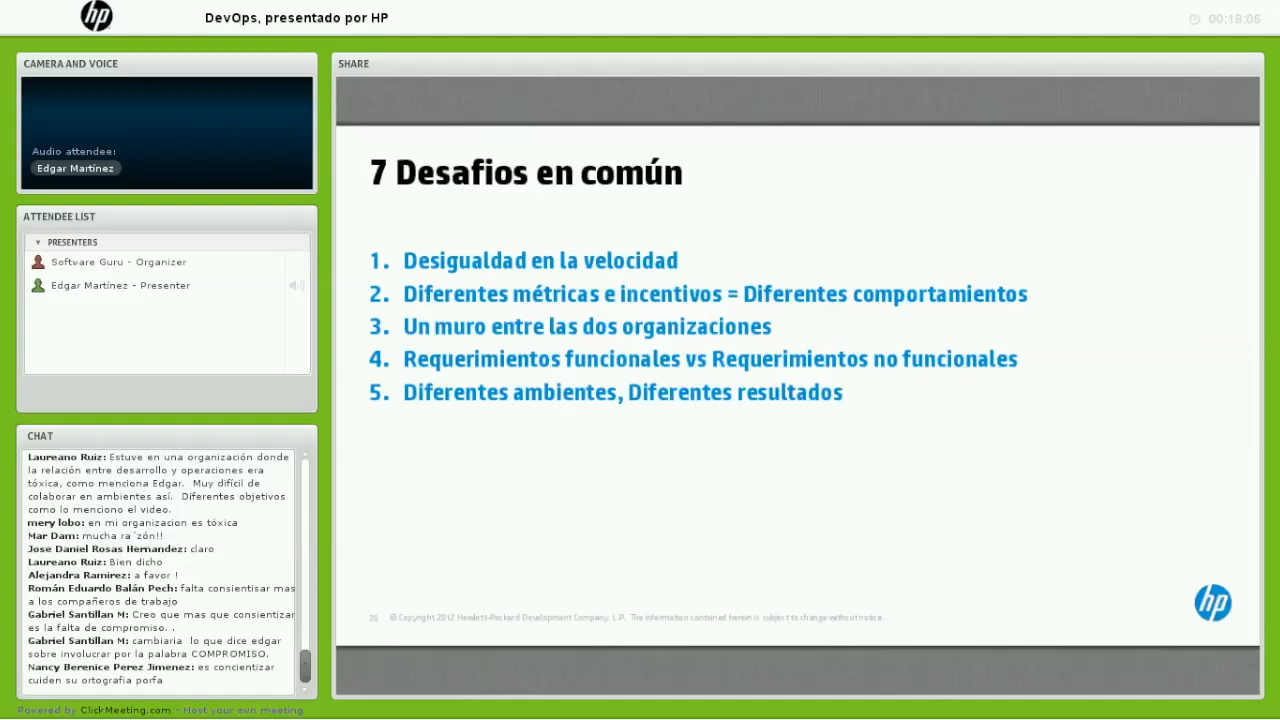 hp
DevOps, presentado por HP
00:18:06
CAMERA AND VOICE
Audio attendee:
Edgar Martínez
ATTENDEE LIST
PRESENTERS
Software Guru - Organizer
Edgar Martínez - Presenter
CHAT
Laureano Ruiz: Estuve en una organización donde
la relación entre desarrollo y operaciones era
tóxica, como menciona Edgar. Muy difícil de
colaborar en ambientes así. Diferentes objetivos
como lo menciono el video.
mery lobo: en mi organizacion es tóxica
Mar Dam: mucha ra´zón!!
Jose Daniel Rosas Hernandez: claro
Laureano Ruiz: Bien dicho
Alejandra Ramirez: a favor !
Román Eduardo Balán Pech: falta consientisar mas
a los compañeros de trabajo
Gabriel Santillan M: Creo que mas que consientizar
es la falta de compromiso. .
Gabriel Santillan M: cambiaria lo que dice edgar
sobre involucrar por la palabra COMPROMISO.
Nancy Berenice Perez Jimenez: es concientizar
cuiden su ortografia porfa
Powered by ClickMeeting.com - Host your own meeting
SHARE
7 Desafios en común
1. Desigualdad en la velocidad
2. Diferentes métricas e incentivos = Diferentes comportamientos
3. Un muro entre las dos organizaciones
4. Requerimientos funcionales vs Requerimientos no funcionales
5. Diferentes ambientes, Diferentes resultados
20 © Copyright 2012 Hewlett-Packard Development Company, L.P. The information contained herein is subject to change without notice.
hp